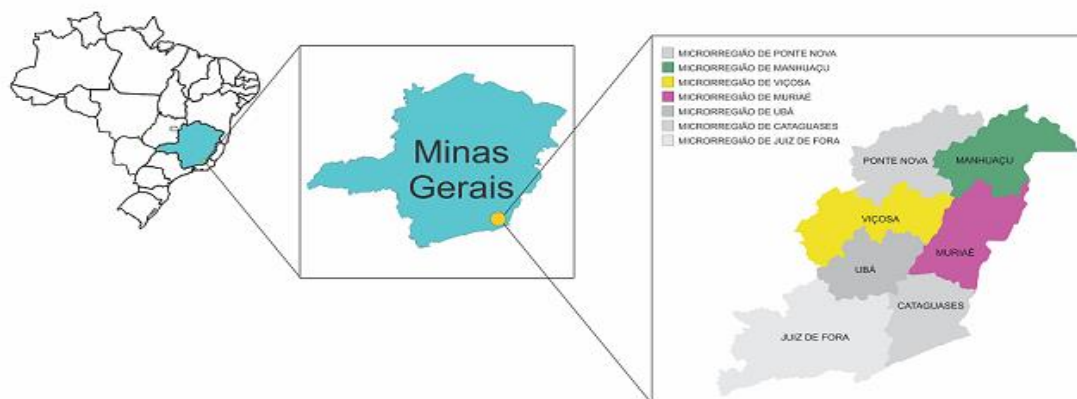 Minas
Gerais
MICRORREGIÃO DE PONTE NOVA
MICRORREGIÃO DE MANHUAÇU
MICRORREGIÃO DE VIÇOSA
MICRORREGIÃO DE MURIAÉ
MICRORREGIÃO DE UBÁ
MICRORREGIÃO DE CATAGUASES
MICRORREGIÃO DE JUIZ DE FORA
PONTE NOVA
MANHUAÇU
VIÇOSA
MURIAÉ
UBÁ
CATAGUASES
JUIZ DE FORA